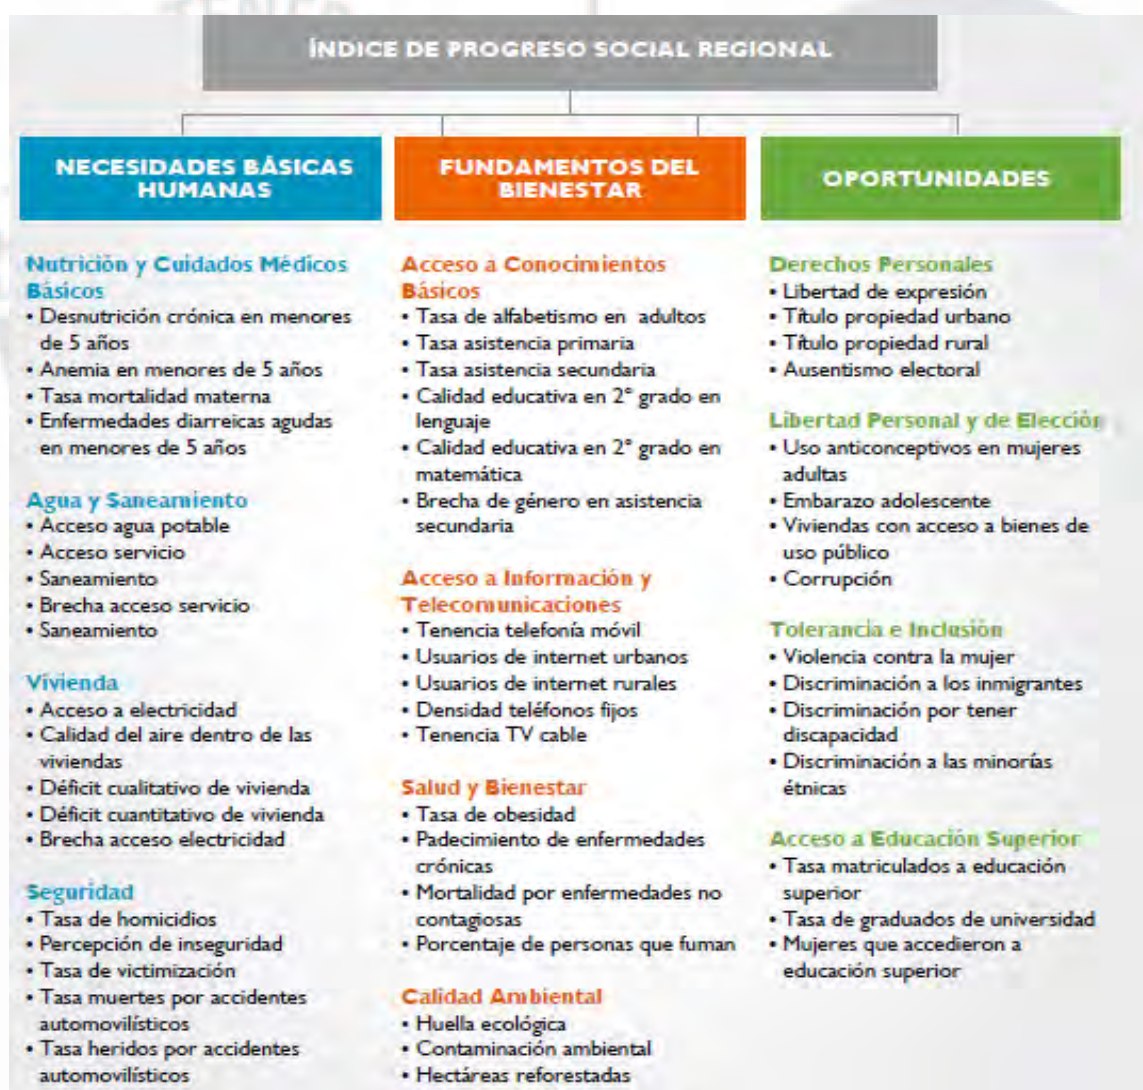 ÍNDICE DE PROGRESO SOCIAL REGIONAL
NECESIDADES BÁSICAS
HUMANAS
Nutrición y Cuidados Médicos
Básicos
• Desnutrición crónica en menores
de 5 años
• Anemia en menores de 5 años
• Tasa mortalidad materna
• Enfermedades diarreicas agudas
en menores de 5 años
Agua y Saneamiento
• Acceso agua potable
• Acceso servicio
• Saneamiento
• Brecha acceso servicio
• Saneamiento
Vivienda
• Acceso a electricidad
• Calidad del aire dentro de las
viviendas
• Déficit cualitativo de vivienda
• Déficit cuantitativo de vivienda
• Brecha acceso electricidad
Seguridad
• Tasa de homicidios
• Percepción de inseguridad
• Tasa de victimización
• Tasa muertes por accidentes
automovilísticos
• Tasa heridos por accidentes
automovilísticos
FUNDAMENTOS DEL
BIENESTAR
Acceso a Conocimientos
Básicos
• Tasa de alfabetismo en adultos
• Tasa asistencia primaria
• Tasa asistencia secundaria
• Calidad educativa en 2° grado en
lenguaje
• Calidad educativa en 2° grado en
matemática
• Brecha de género en asistencia
secundaria
Acceso a Información y
Telecomunicaciones
• Tenencia telefonía móvil
• Usuarios de internet urbanos
• Usuarios de internet rurales
• Densidad teléfonos fijos
• Tenencia TV cable
Salud y Bienestar
• Tasa de obesidad
• Padecimiento de enfermedades
crónicas
• Mortalidad por enfermedades no
contagiosas
• Porcentaje de personas que fuman
Calidad Ambiental
• Huella ecológica
• Contaminación ambiental
• Hectáreas reforestadas
OPORTUNIDADES
Derechos Personales
• Libertad de expresión
• Título propiedad urbano
• Título propiedad rural
• Ausentismo electoral
Libertad Personal y de Elección
• Uso anticonceptivos en mujeres
adultas
• Embarazo adolescente
• Viviendas con acceso a bienes de
uso público
• Corrupción
Tolerancia e Inclusión
• Violencia contra la mujer
• Discriminación a los inmigrantes
• Discriminación por tener
discapacidad
• Discriminación a las minorías
étnicas
Acceso a Educación Superior
• Tasa matriculados a educación
superior
• Tasa de graduados de universidad
• Mujeres que accedieron a
educación superior